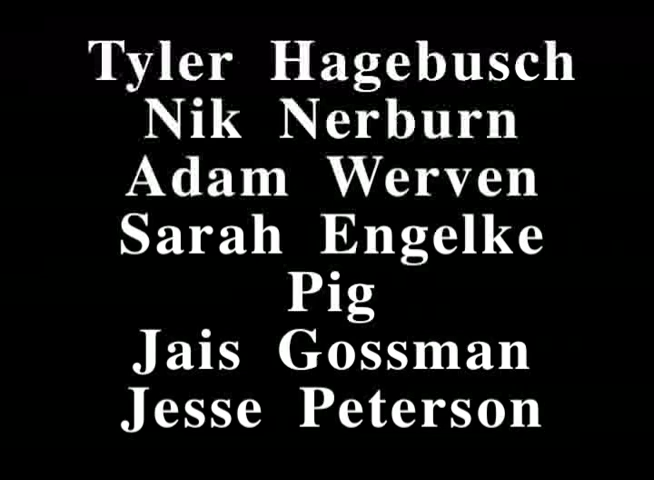 Tyler Hagebusch
Nik Nerburn
Adam Werven
Sarah Engelke
Pig
Jais Gossman
Jesse Peterson